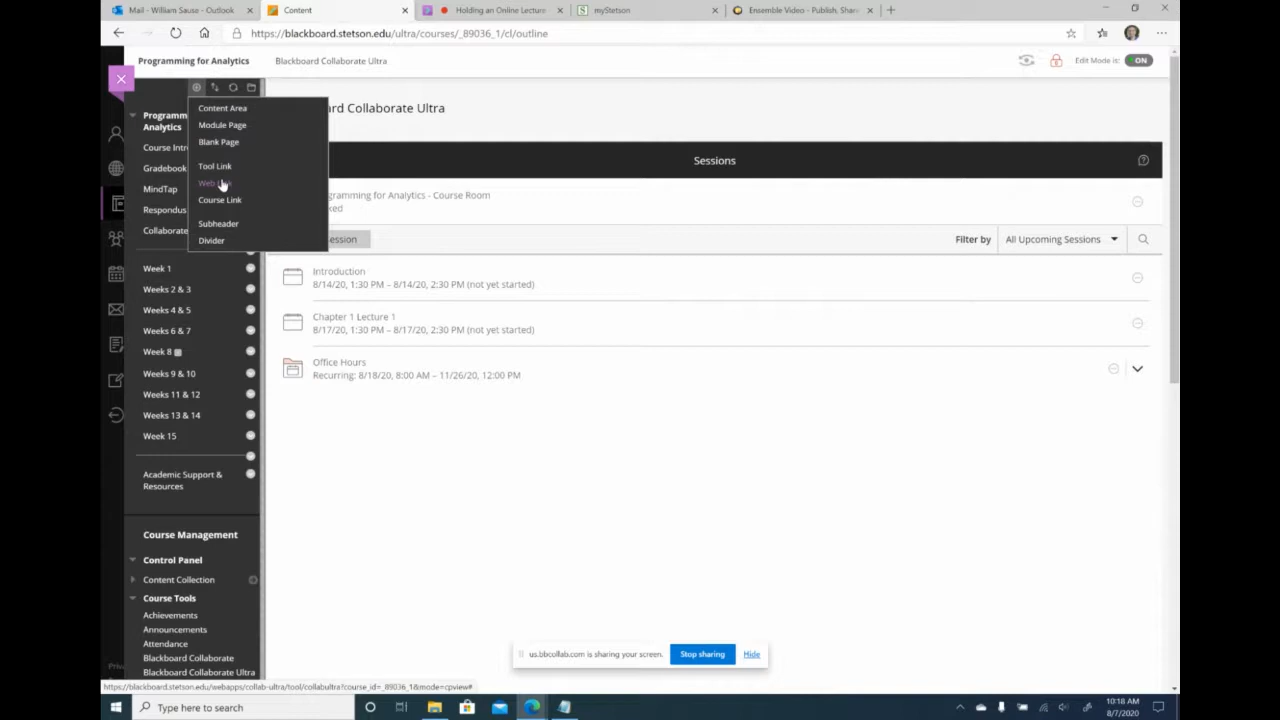 Mail - William Sause - Outlook
Content
Holding an Online Lecture
myStetson
Ensemble Video - Publish, Shar
https://blackboard.stetson.edu/ultra/courses/_89036_1/cl/outline
Programming for Analytics
Blackboard Collaborate Ultra
Edit Mode is:
ON
Content Area
Module Page
Blank Page
Tool Link
Web Link
Course Link
Subheader
Divider
Programm
Analytics
Course Intr
Gradebook
MindTap
Respondus
Collaborate
Week 1
Weeks 2 & 3
Weeks 4 & 5
Weeks 6 & 7
Week 8
Weeks 9 & 10
Weeks 11 & 12
Weeks 13 & 14
Week 15
Academic Support &
Resources
Course Management
Control Panel
Content Collection
Course Tools
Achievements
Announcements
Attendance
Blackboard Collaborate
Blackboard Collaborate Ultra
rd Collaborate Ultra
Sessions
gramming for Analytics - Course Room
ked
ession
Filter by
All Upcoming Sessions
Introduction
8/14/20, 1:30 PM – 8/14/20, 2:30 PM (not yet started)
Chapter 1 Lecture 1
8/17/20, 1:30 PM – 8/17/20, 2:30 PM (not yet started)
Office Hours
Recurring: 8/18/20, 8:00 AM – 11/26/20, 12:00 PM
us.bbcollab.com is sharing your screen.
Stop sharing
Hide
Priv
https://blackboard.stetson.edu/webapps/collab-ultra/tool/collabultra?course_id=_89036_1&mode=cpview#
Type here to search
10:18 AM
8/7/2020